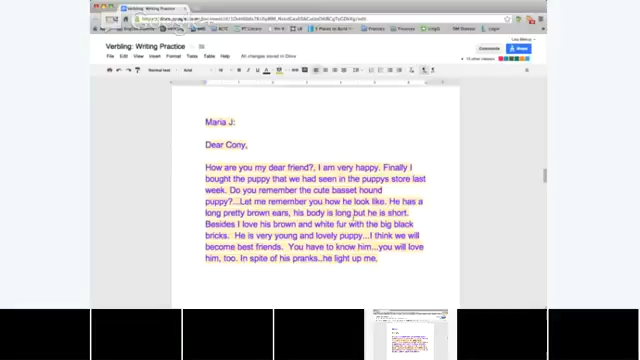 Verbling: Writing Practice
Verbling: Writing Practice
File Edit View Insert Format Tools Table Help All changes saved in Drive
Comments Share
Normal text Arial
Maria J:
Dear Cony,
How are you my dear friend?, I am very happy. Finally I
bought the puppy that we had seen in the puppys store last
week. Do you remember the cute basset hound
puppy?...Let me remember you how he look like. He has a
long pretty brown ears, his body is long but he is short.
Besides I love his brown and white fur with the big black
bricks. He is very young and lovely puppy...I think we will
become best friends. You have to know him...you will love
him, too. In spite of his pranks..he light up me.